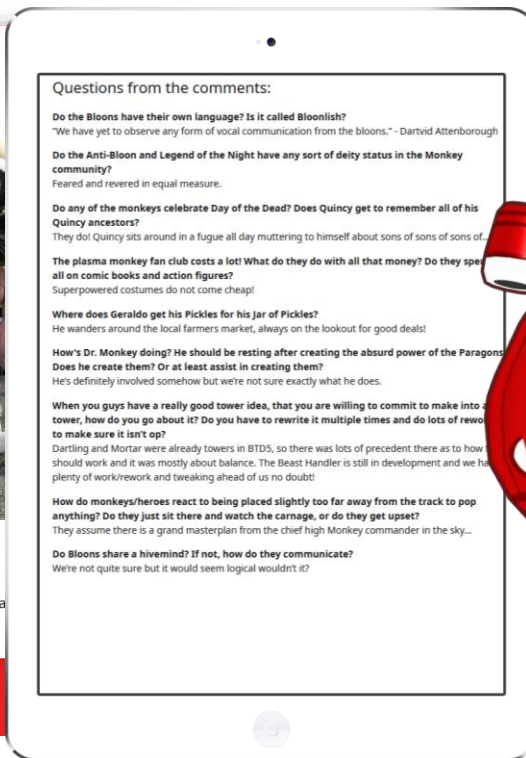 Questions from the comments:
Do the Bloons have their own language? Is it called Bloonlish?
"We have yet to observe any form of vocal communication from the bloons." - Dartvid Attenborough
Do the Anti-Bloon and Legend of the Night have any sort of deity status in the Monkey
community?
Feared and revered in equal measure.
Do any of the monkeys celebrate Day of the Dead? Does Quincy get to remember all of his
Quincy ancestors?
They do! Quincy sits around in a fugue all day muttering to himself about sons of sons of sons of...
The plasma monkey fan club costs a lot! What do they do with all that money? Do they
all on comic books and action figures?
Superpowered costumes do not come cheap!
Where does Geraldo get his Pickles for his Jar of Pickles?
He wanders around the local farmers market, always on the lookout for good deals!
How's Dr. Monkey doing? He should be resting after creating the absurd power of the Paragons
Does he create them? Or at least assist in creating them?
He's definitely involved somehow but we're not sure exactly what he does.
When you guys have a really good tower idea, that you are willing to commit to make into a
tower, how do you go about it? Do you have to rewrite it multiple times and do lots of
to make sure it isn't op?
Dartling and Mortar were already towers in BTD5, so there was lots of precedent there as to how
should work and it was mostly about balance. The Beast Handler is still in development and we
plenty of work/rework and tweaking ahead of us no doubt!
How do monkeys/heroes react to being placed slightly too far away from the track to pop
anything? Do they just sit there and watch the carnage, or do they get upset?
They assume there is a grand masterplan from the chief high Monkey commander in the sky...
Do Bloons share a hivemind? If not, how do they communicate?
We're not quite sure but it would seem logical wouldn't it?